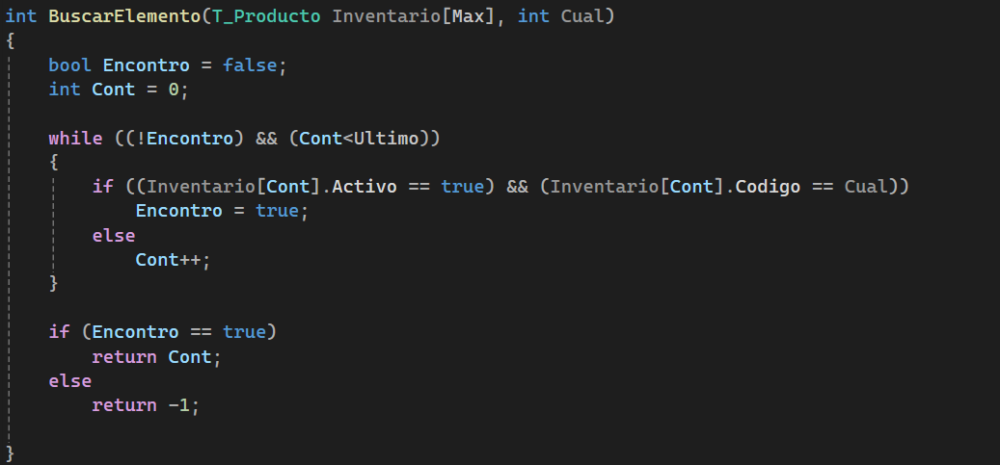 int BuscarElemento(T_Producto Inventario[Max], int Cual)
{
    bool Encontro = false;
    int Cont = 0;

    while ((!Encontro) && (Cont<Ultimo))
    {
        if ((Inventario[Cont].Activo == true) && (Inventario[Cont].Codigo == Cual))
            Encontro = true;
        else
            Cont++;
    }

    if (Encontro == true)
        return Cont;
    else
        return -1;

}